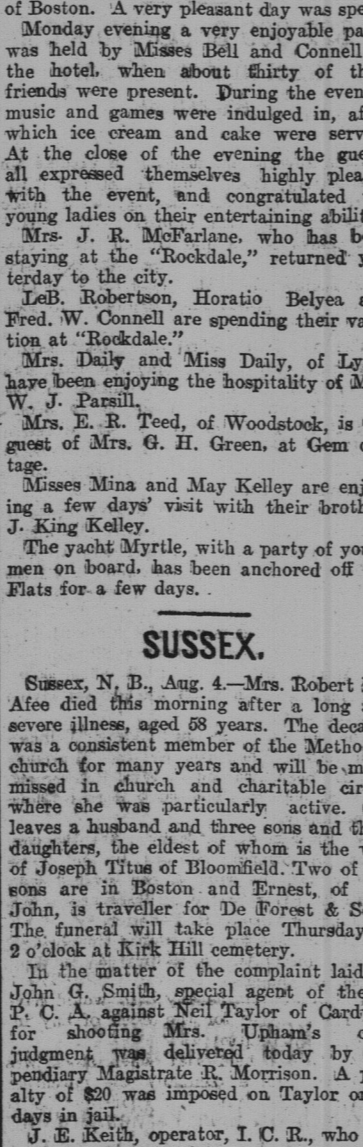 of Boston. A very pleasant day was spe
Monday evening a very enjoyable pa
was held by Misses Bell and Connell
the hotel, when about thirty of th
friends were present. During the even
music and games were indulged in, af
which ice cream and cake were serv
At the close of the evening the gue
all expressed themselves highly plea
with the event, and congratulated
young ladies on their entertaining abilit
Mrs. J. R. McFarlane, who has b
staying at the "Rockdale," returned y
terday to the city.
LeB. Robertson, Horatio Belyea a
Fred. W. Connell are spending their va
tion at "Rockdale."
Mrs. Daily and Miss Daily, of Ly
have been enjoying the hospitality of M
W. J. Parsill.
Mrs. E. R. Teed, of Woodstock, is
guest of Mrs. G. H. Green, at Gem c
tage.
Misses Mina and May Kelley are enj
ing a few days' visit with their broth
J. King Kelley.
The yacht Myrtle, with a party of you
men on board, has been anchored off
Flats for a few days.
SUSSEX.
Sussex, N. B., Aug. 4.—Mrs. Robert
Afee died this morning after a long
severe illness, aged 58 years. The dece
was a consistent member of the Metho
church for many years and will be m
missed in church and charitable cir
where she was particularly active.
leaves a husband and three sons and th
daughters, the eldest of whom is the
of Joseph Titus of Bloomfield. Two of
sons are in Boston and Ernest, of
John, is traveller for De Forest & S
The funeral will take place Thursday
2 o'clock at Kirk Hill cemetery.
In the matter of the complaint laid
John G. Smith, special agent of the
P. C. A. against Neil Taylor of Card
for shooting Mrs. Upham's
judgment was delivered today by
pendiary Magistrate R. Morrison. A
alty of $20 was imposed on Taylor or
days in jail.
J. E. Keith, operator, I. C. R., who